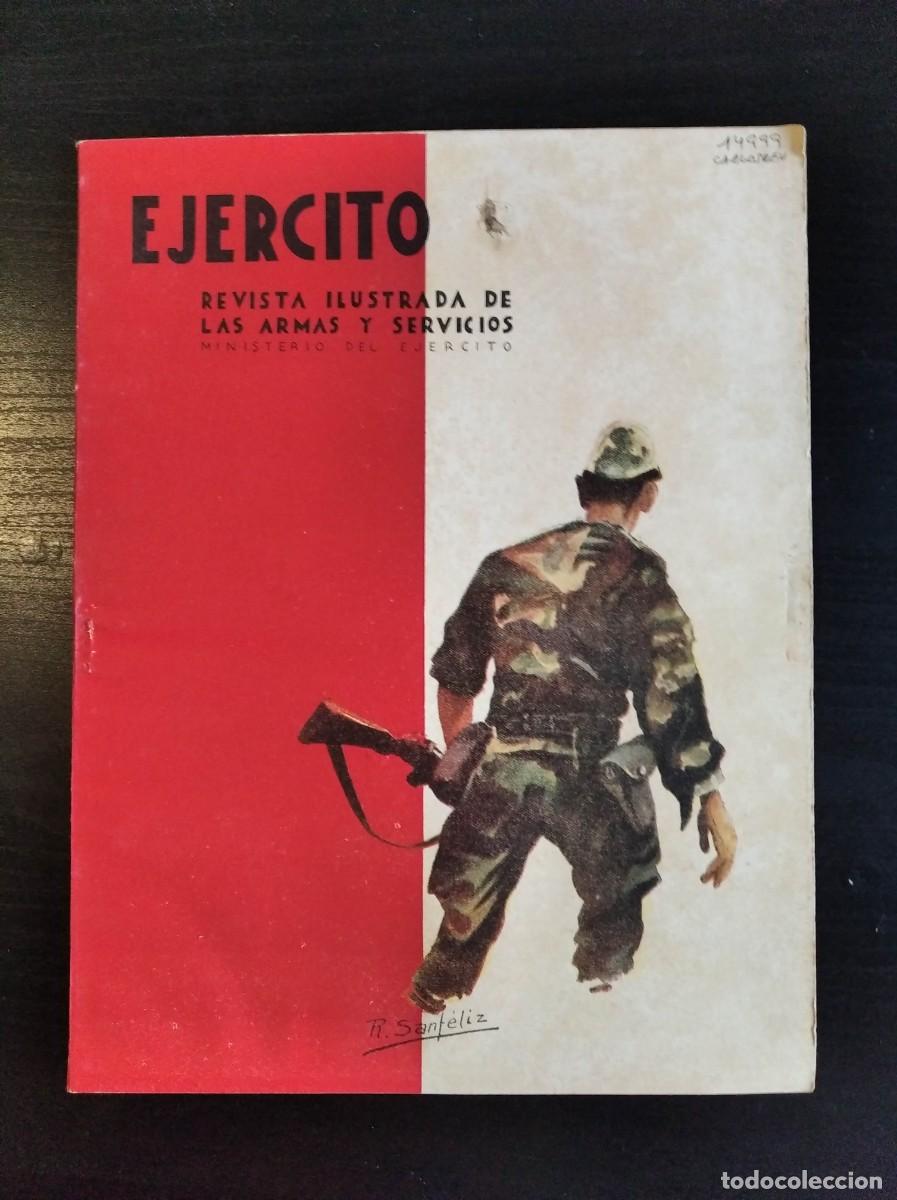 14999
EJERCITO
REVISTA ILUSTRADA DE
LAS ARMAS Y SERVICIOS
MINISTERIO DEL EJERCITO
R. Sanféliz
todocoleccion